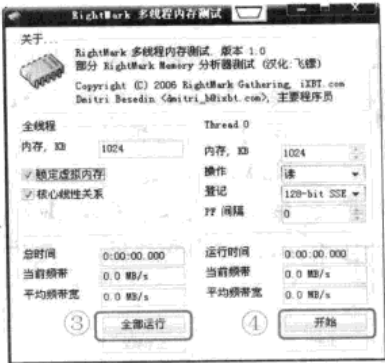 RightMark 多线程内存测试
关于...
RightMark 多线程内存测试. 版本 1.0
部分 RightMark Memory 分析器测试 (汉化:飞镖)
Copyright (C) 2006 RightMark Gathering, iXBT.com
Dmitri Besedin <dmitri_b@ixbt.com>, 主要程序员
全线程
内存, KB 1024
锁定虚拟内存
核心线性关系
总时间 0:00:00.000
当前频带 0.0 MB/s
平均频带宽 0.0 MB/s
③ 全部运行
Thread 0
内存, KB 1024
操作 读
登记 128-bit SSE
PF 间隔 0
运行时间 0:00:00.000
当前频带 0.0 MB/s
平均频带宽 0.0 MB/s
④ 开始